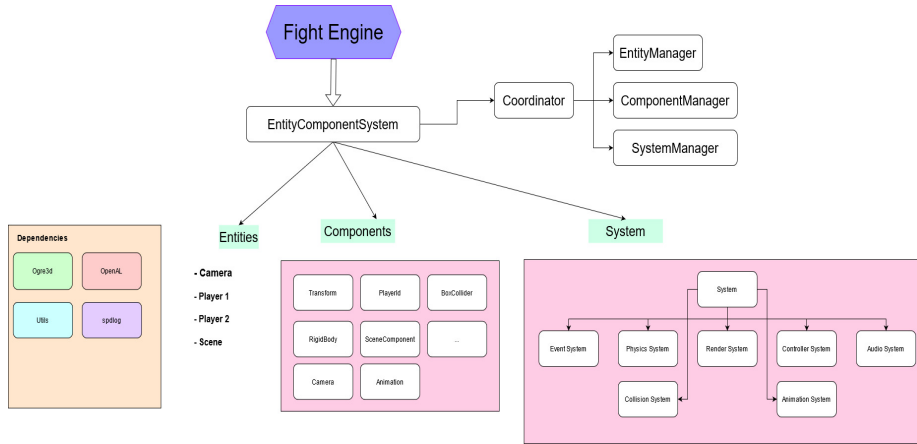 Fight Engine
EntityManager
Coordinator
ComponentManager
EntityComponentSystem
SystemManager
Entities
Components
System
Dependencies
Ogre3d
OpenAL
Utils
spdlog
- Camera
- Player 1
- Player 2
- Scene
Transform
PlayerId
BoxCollider
RigidBody
SceneComponent
...
Camera
Animation
System
Event System
Physics System
Render System
Controller System
Audio System
Collision System
Animation System